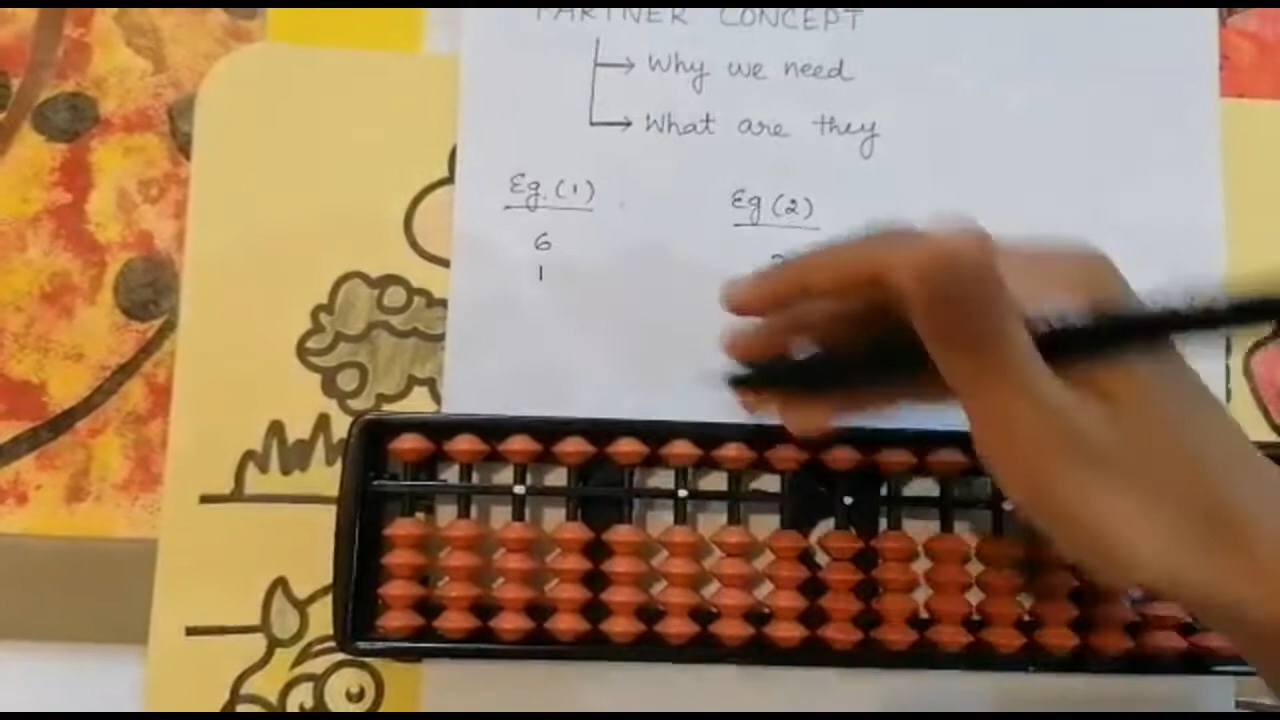 PARTNER CONCEPT
Why we need
What are they
Eg. (1)
6
1
Eg (2)